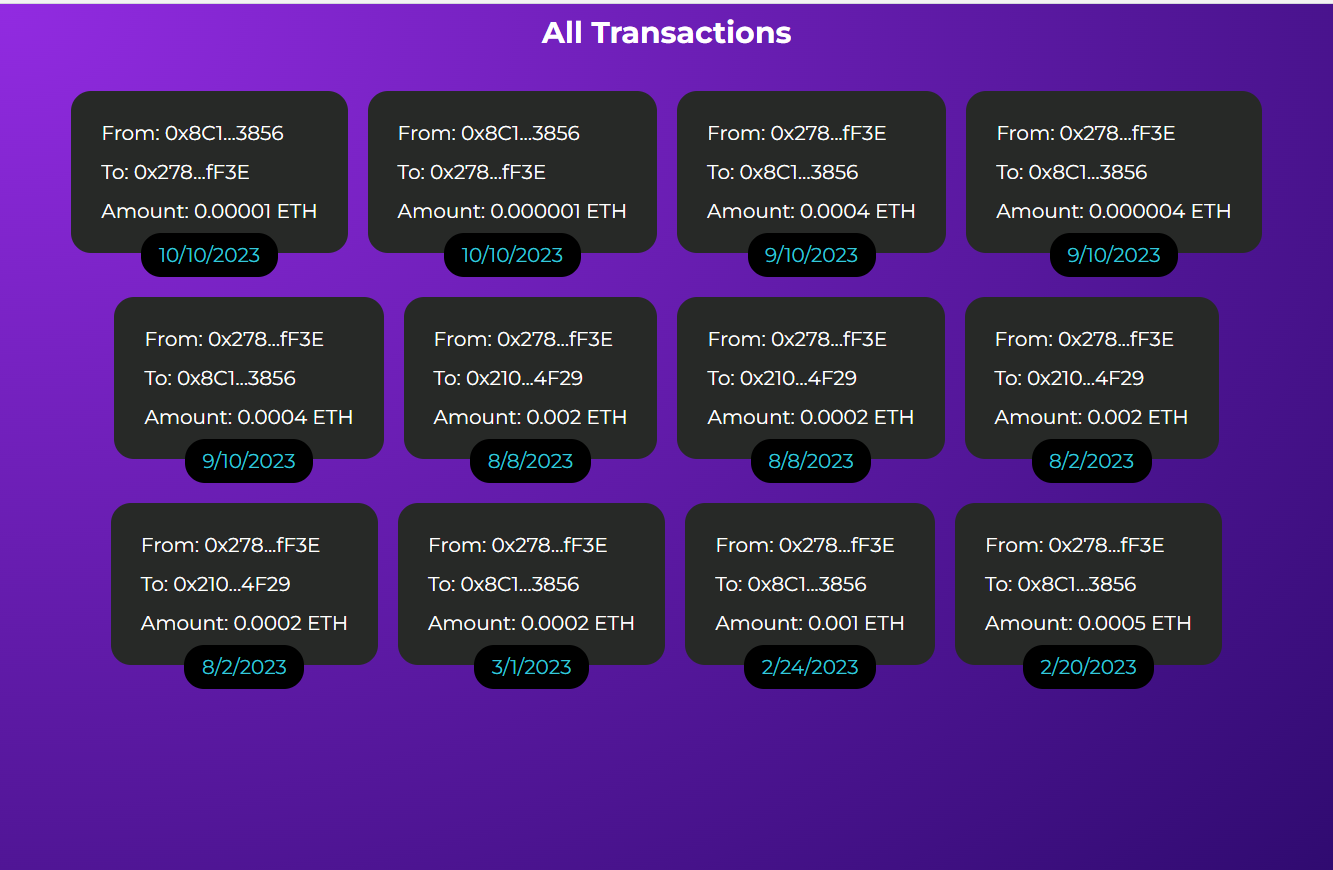 All Transactions
From: 0x8C1...3856
To: 0x278...fF3E
Amount: 0.00001 ETH
10/10/2023
From: 0x8C1...3856
To: 0x278...fF3E
Amount: 0.000001 ETH
10/10/2023
From: 0x278...fF3E
To: 0x8C1...3856
Amount: 0.0004 ETH
9/10/2023
From: 0x278...fF3E
To: 0x8C1...3856
Amount: 0.000004 ETH
9/10/2023
From: 0x278...fF3E
To: 0x8C1...3856
Amount: 0.0004 ETH
9/10/2023
From: 0x278...fF3E
To: 0x210...4F29
Amount: 0.002 ETH
8/8/2023
From: 0x278...fF3E
To: 0x210...4F29
Amount: 0.0002 ETH
8/8/2023
From: 0x278...fF3E
To: 0x210...4F29
Amount: 0.002 ETH
8/2/2023
From: 0x278...fF3E
To: 0x210...4F29
Amount: 0.0002 ETH
8/2/2023
From: 0x278...fF3E
To: 0x8C1...3856
Amount: 0.0002 ETH
3/1/2023
From: 0x278...fF3E
To: 0x8C1...3856
Amount: 0.001 ETH
2/24/2023
From: 0x278...fF3E
To: 0x8C1...3856
Amount: 0.0005 ETH
2/20/2023